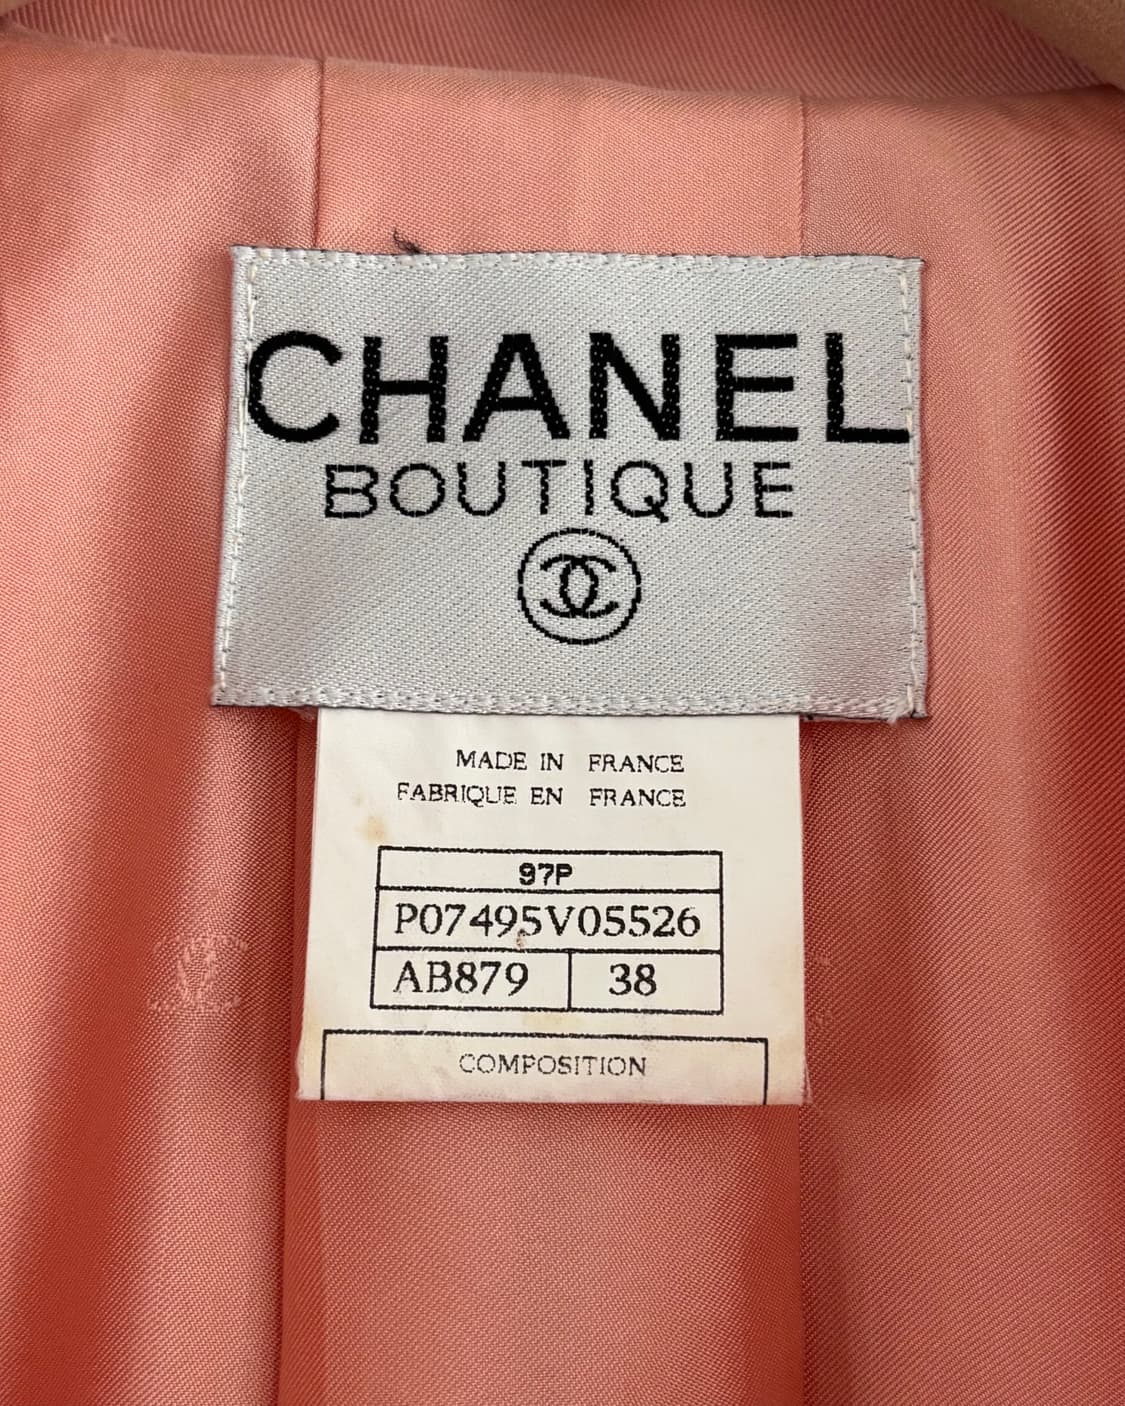 CHANEL
BOUTIQUE
MADE IN FRANCE
FABRIQUE EN FRANCE
97P
P07495V05526
AB879 38
COMPOSITION